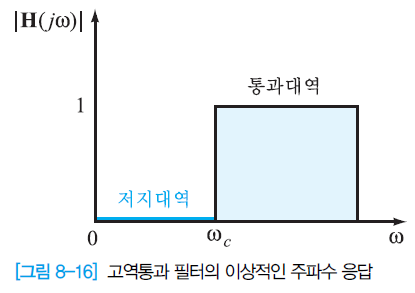 |H(jω)|
통과대역
1
저지대역
0 ω_c ω
[그림 8-16] 고역통과 필터의 이상적인 주파수 응답